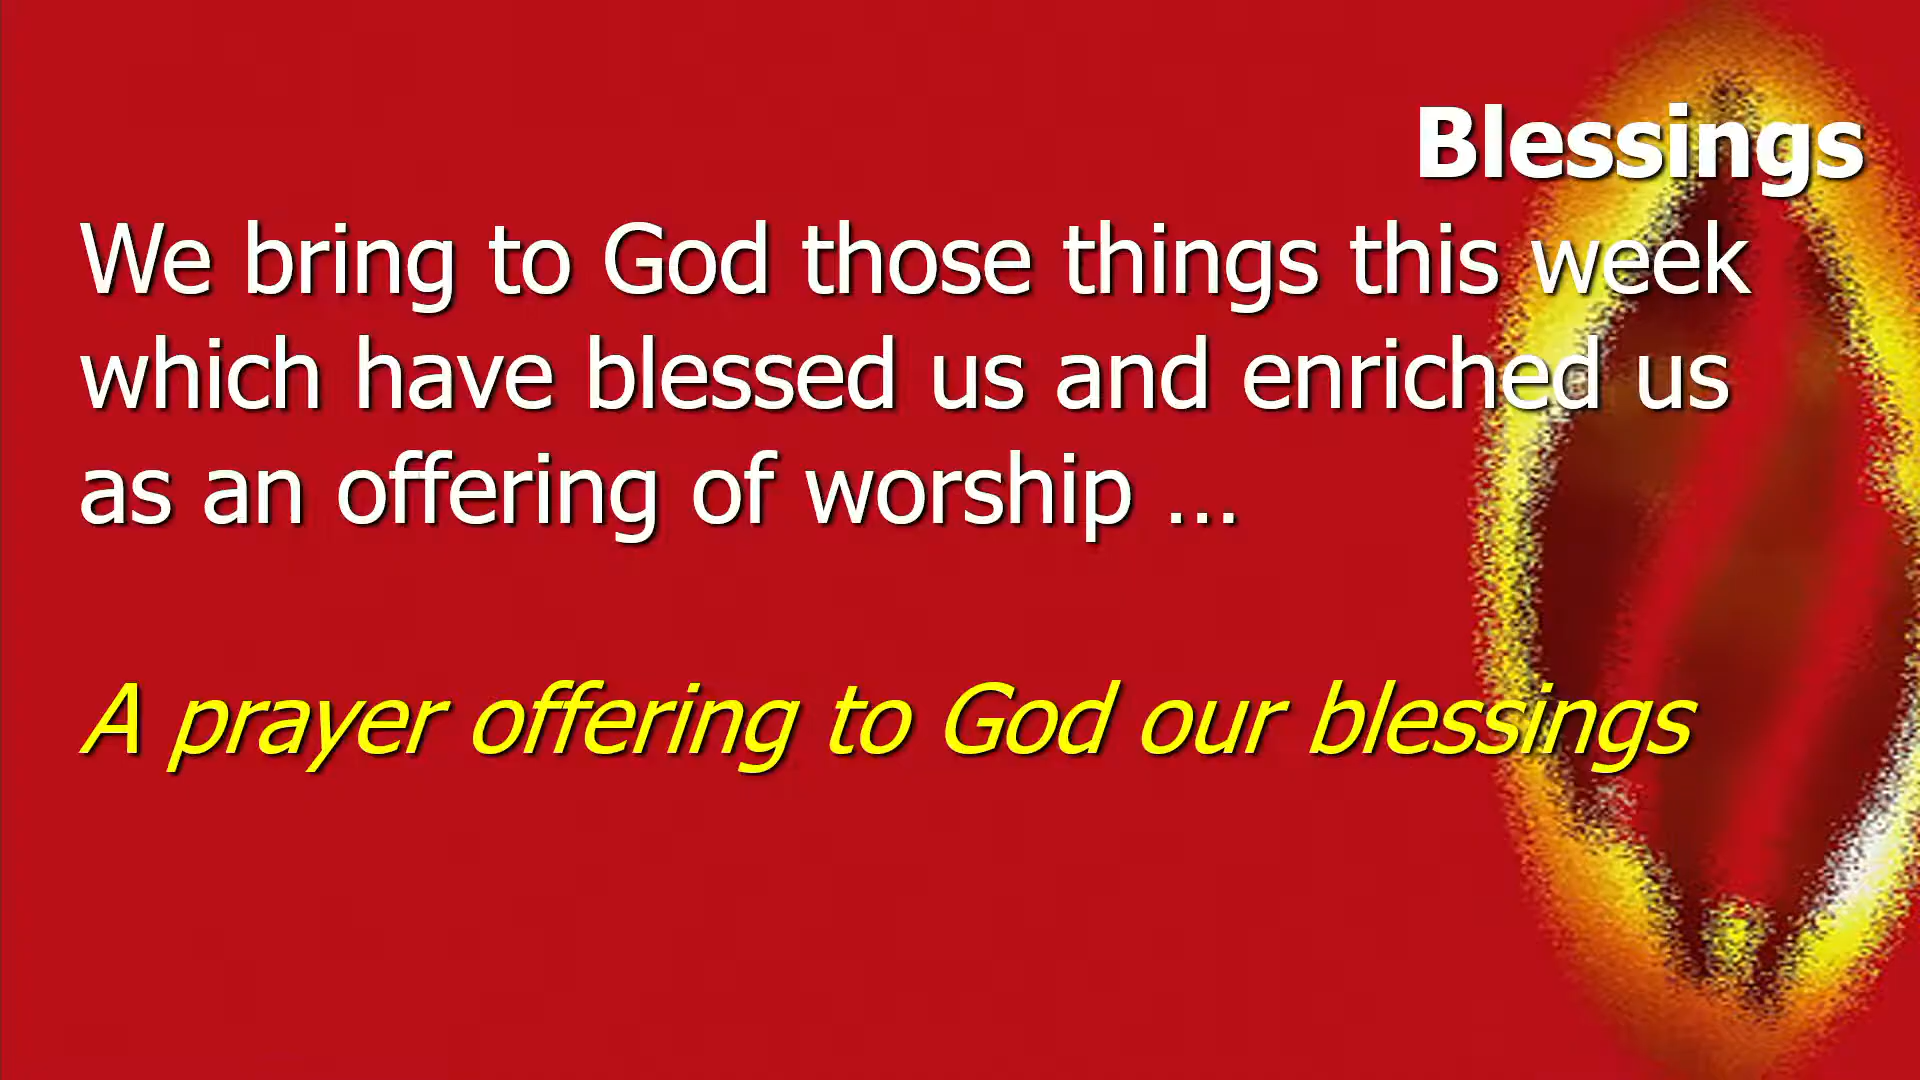 Blessings
We bring to God those things this week
which have blessed us and enriched us
as an offering of worship ...
A prayer offering to God our blessings